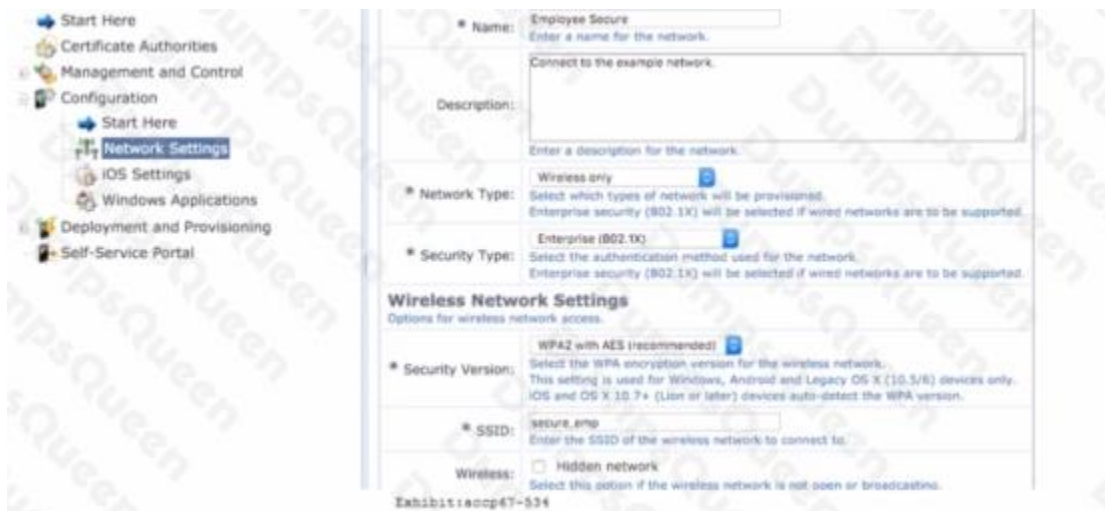 Start Here
Certificate Authorities
Management and Control
Configuration
Start Here
Network Settings
iOS Settings
Windows Applications
Deployment and Provisioning
Self-Service Portal
* Name: Employee Secure
Enter a name for the network.
Description: Connect to the example network.
Enter a description for the network.
* Network Type: Wireless only
Select which types of network will be provisioned.
Enterprise security (802.1X) will be selected if wired networks are to be supported.
* Security Type: Enterprise (802.1X)
Select the authentication method used for the network.
Enterprise security (802.1X) will be selected if wired networks are to be supported.
Wireless Network Settings
Options for wireless network access.
* Security Version: WPA2 with AES (recommended)
Select the WPA encryption version for the wireless network.
This setting is used for Windows, Android and Legacy OS X (10.5/6) devices only.
iOS and OS X 10.7+ (Lion or later) devices auto-detect the WPA version.
* SSID: secure_emp
Enter the SSID of the wireless network to connect to.
Wireless: Hidden network
Select this option if the wireless network is not open or broadcasting.
Exhibit:accp67-534
DumpsQueen